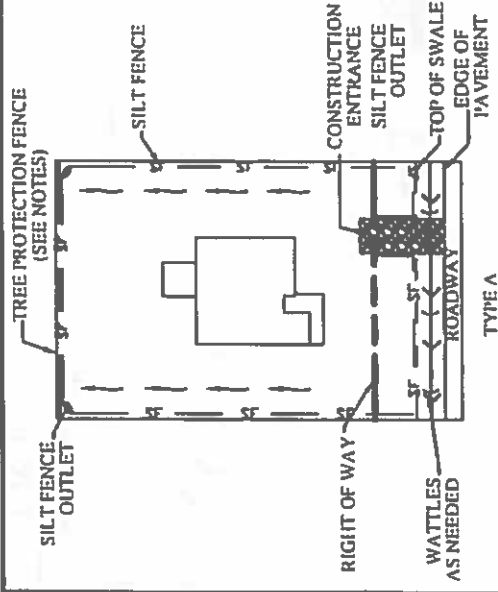 TREE PROTECTION FENCE
(SEE NOTES)
SILT FENCE
OUTLET
SILT FENCE
SF
SF
SF
SF
SF
SF
SF
SF
CONSTRUCTION
ENTRANCE
SILT FENCE
OUTLET
RIGHT OF WAY
SF
SF
SF
TOP OF SWALE
EDGE OF
PAVEMENT
WATTLES
AS NEEDED
ROADWAY
TYPE A